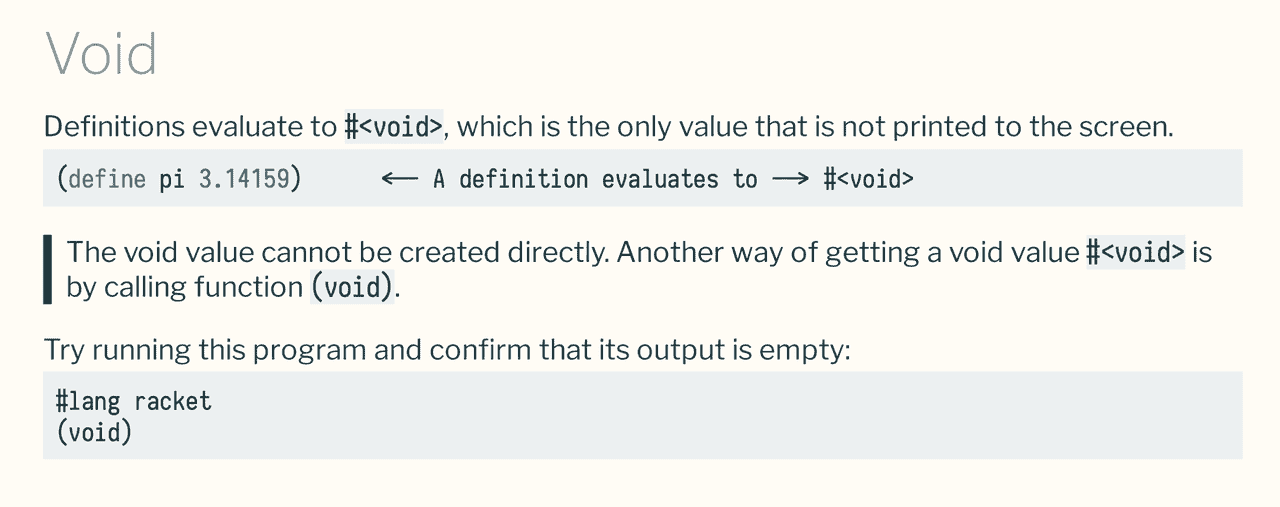 Void
Definitions evaluate to #<void>, which is the only value that is not printed to the screen.
(define pi 3.14159) ⟵ A definition evaluates to ⟶ #<void>
The void value cannot be created directly. Another way of getting a void value #<void> is
by calling function (void).
Try running this program and confirm that its output is empty:
#lang racket
(void)